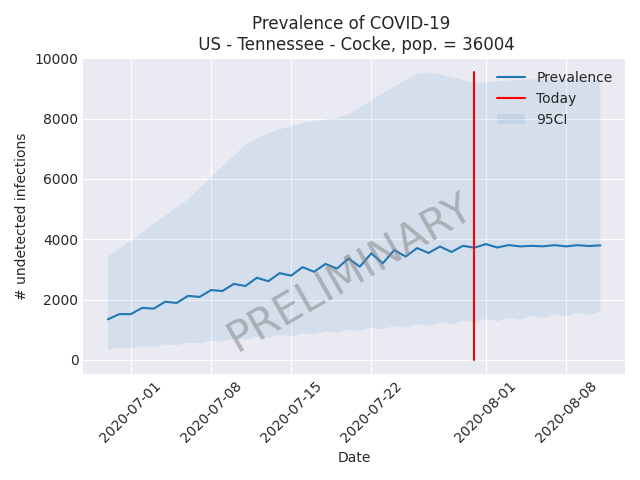 Prevalence of COVID-19
US - Tennessee - Cocke, pop. = 36004
10000
8000
6000
4000
2000
0
# undetected infections
Prevalence
Today
95CI
PRELIMINARY
2020-07-01
2020-07-08
2020-07-15
2020-07-22
2020-08-01
2020-08-08
Date